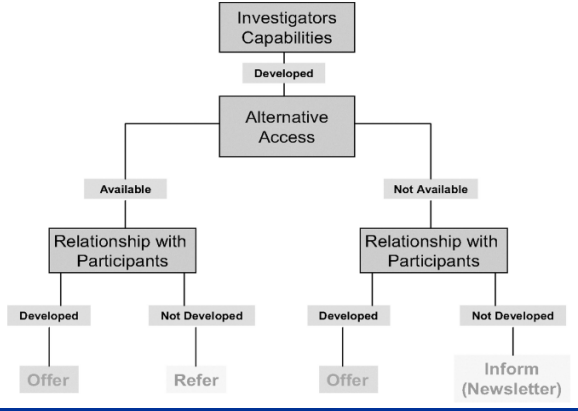 Investigators
Capabilities
Developed
Alternative
Access
Available
Not Available
Relationship with
Participants
Relationship with
Participants
Developed
Not Developed
Developed
Not Developed
Offer
Refer
Offer
Inform
(Newsletter)